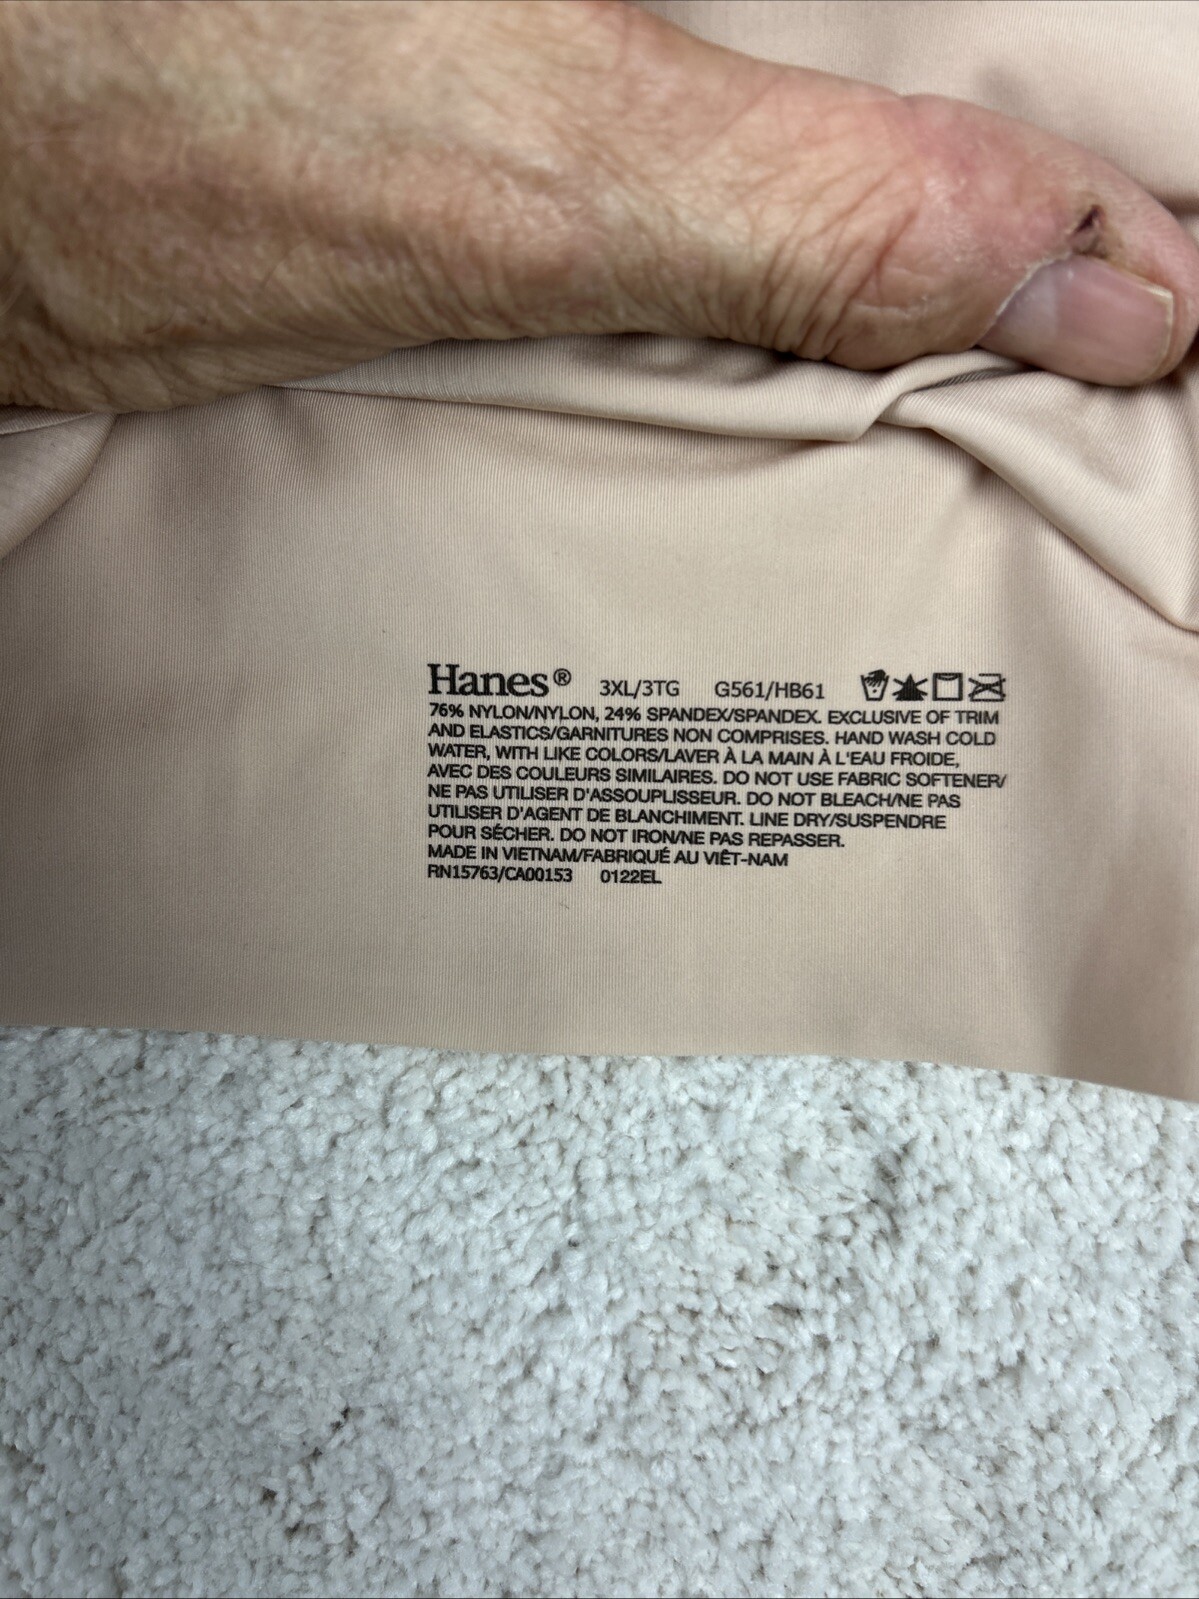 Hanes® 3XL/3TG G561/HB61
76% NYLON/NYLON, 24% SPANDEX/SPANDEX. EXCLUSIVE OF TRIM
AND ELASTICS/GARNITURES NON COMPRISES. HAND WASH COLD
WATER, WITH LIKE COLORS/LAVER À LA MAIN À L'EAU FROIDE,
AVEC DES COULEURS SIMILAIRES. DO NOT USE FABRIC SOFTENER/
NE PAS UTILISER D'ASSOUPLISSEUR. DO NOT BLEACH/NE PAS
UTILISER D'AGENT DE BLANCHIMENT. LINE DRY/SUSPENDRE
POUR SÉCHER. DO NOT IRON/NE PAS REPASSER.
MADE IN VIETNAM/FABRIQUÉ AU VIÊT-NAM
RN15763/CA00153 0122EL